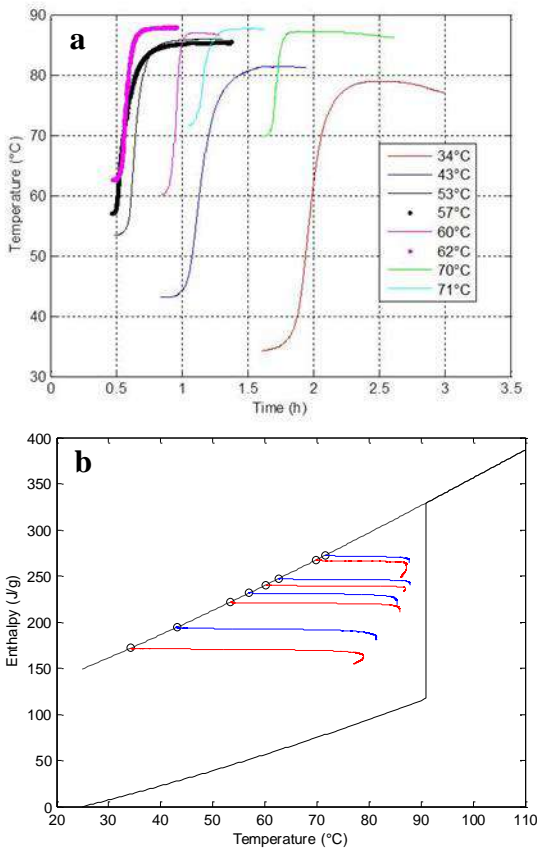 a
90
80
70
60
50
40
30
Temperature (°C)
34°C
43°C
53°C
57°C
60°C
62°C
70°C
71°C
0 0.5 1 1.5 2 2.5 3 3.5
Time (h)
b
400
350
300
250
200
150
100
50
0
Enthalpy (J/g)
20 30 40 50 60 70 80 90 100 110
Temperature (°C)